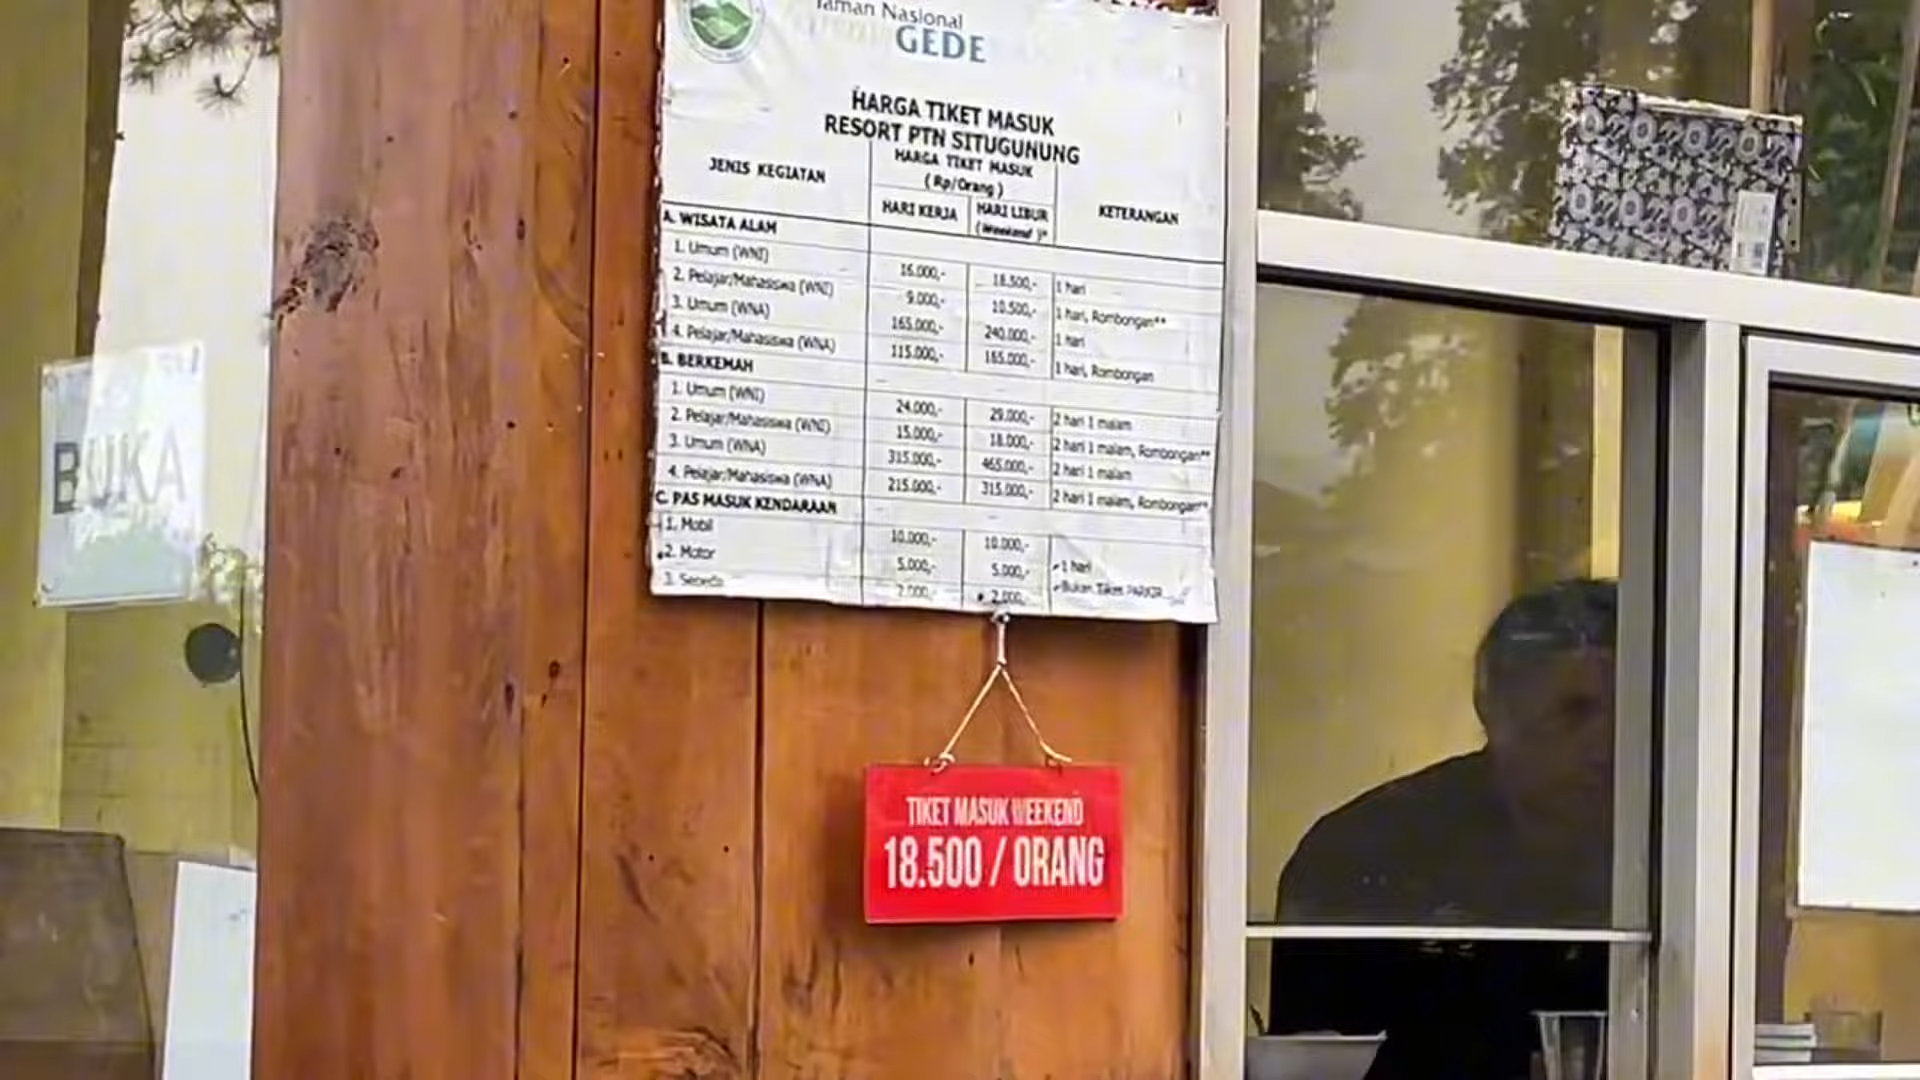 Taman Nasional
GEDE
HARGA TIKET MASUK
RESORT PTN SITUGUNUNG
JENIS KEGIATAN
HARGA TIKET MASUK
( Rp/Orang )
HARI KERJA
HARI LIBUR
( Weekend )*
KETERANGAN
A. WISATA ALAM
1. Umum (WNI) 16.000,- 18.500,- 1 hari
2. Pelajar/Mahasiswa (WNI) 9.000,- 10.500,- 1 hari, Rombongan**
3. Umum (WNA) 165.000,- 240.000,- 1 hari
4. Pelajar/Mahasiswa (WNA) 115.000,- 165.000,- 1 hari, Rombongan
B. BERKEMAH
1. Umum (WNI) 24.000,- 29.000,- 2 hari 1 malam
2. Pelajar/Mahasiswa (WNI) 15.000,- 18.000,- 2 hari 1 malam, Rombongan**
3. Umum (WNA) 315.000,- 465.000,- 2 hari 1 malam
4. Pelajar/Mahasiswa (WNA) 215.000,- 315.000,- 2 hari 1 malam, Rombongan**
C. PAS MASUK KENDARAAN
1. Mobil 10.000,- 10.000,- 1 hari
2. Motor 5.000,- 5.000,- Bukan Tiket PARKIR
3. Sepeda 2.000,- 2.000,-
BUKA
TIKET MASUK WEEKEND
18.500 / ORANG